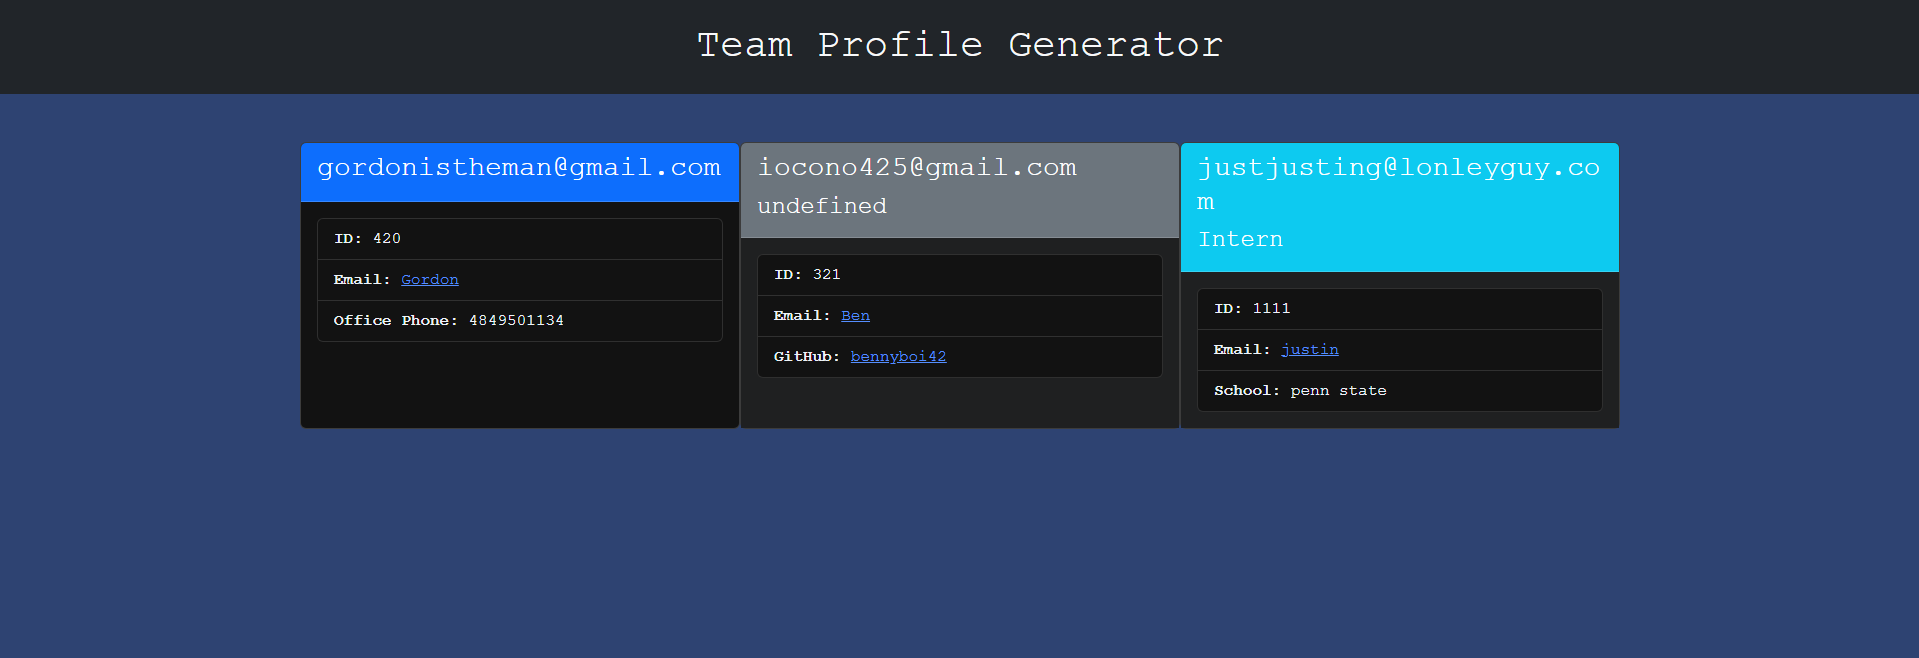 Team Profile Generator
gordonistheman@gmail.com
ID: 420
Email: Gordon
Office Phone: 4849501134
iocono425@gmail.com
undefined
ID: 321
Email: Ben
GitHub: bennyboi42
justjusting@lonleyguy.co
m
Intern
ID: 1111
Email: justin
School: penn state